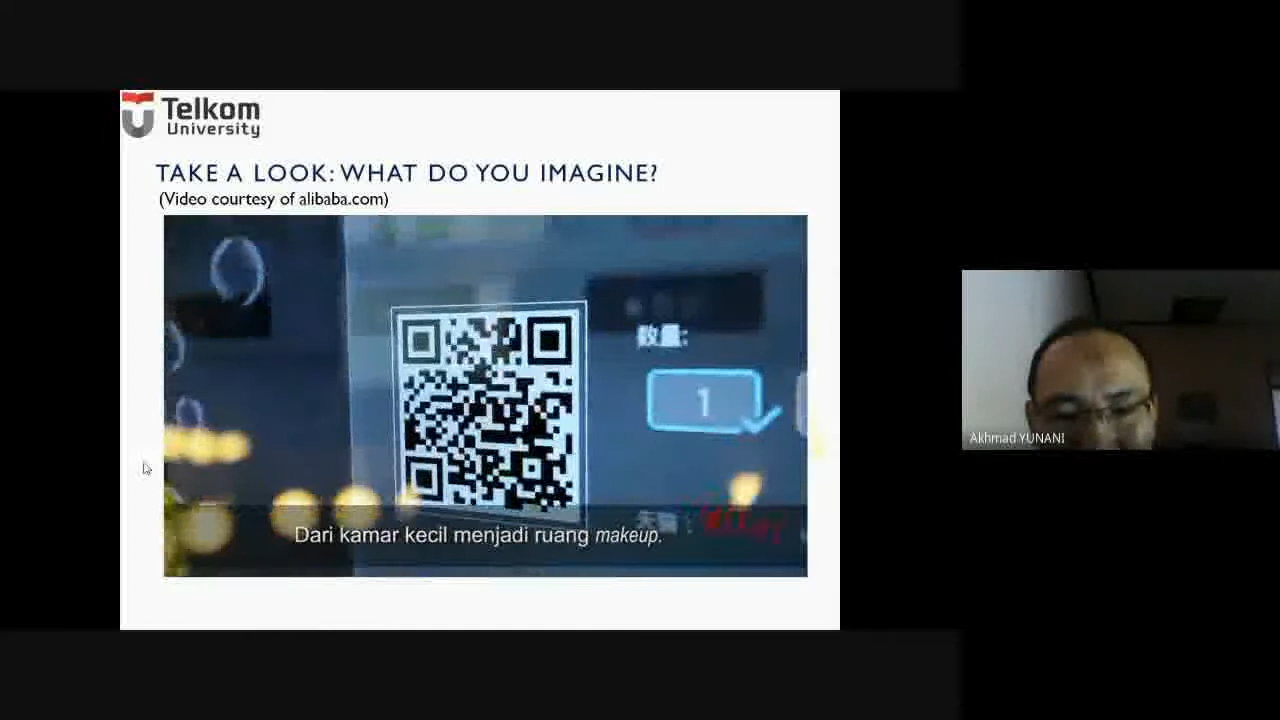 Telkom
University
TAKE A LOOK: WHAT DO YOU IMAGINE?
(Video courtesy of alibaba.com)
数量:
1
Dari kamar kecil menjadi ruang makeup.
Akhmad YUNANI